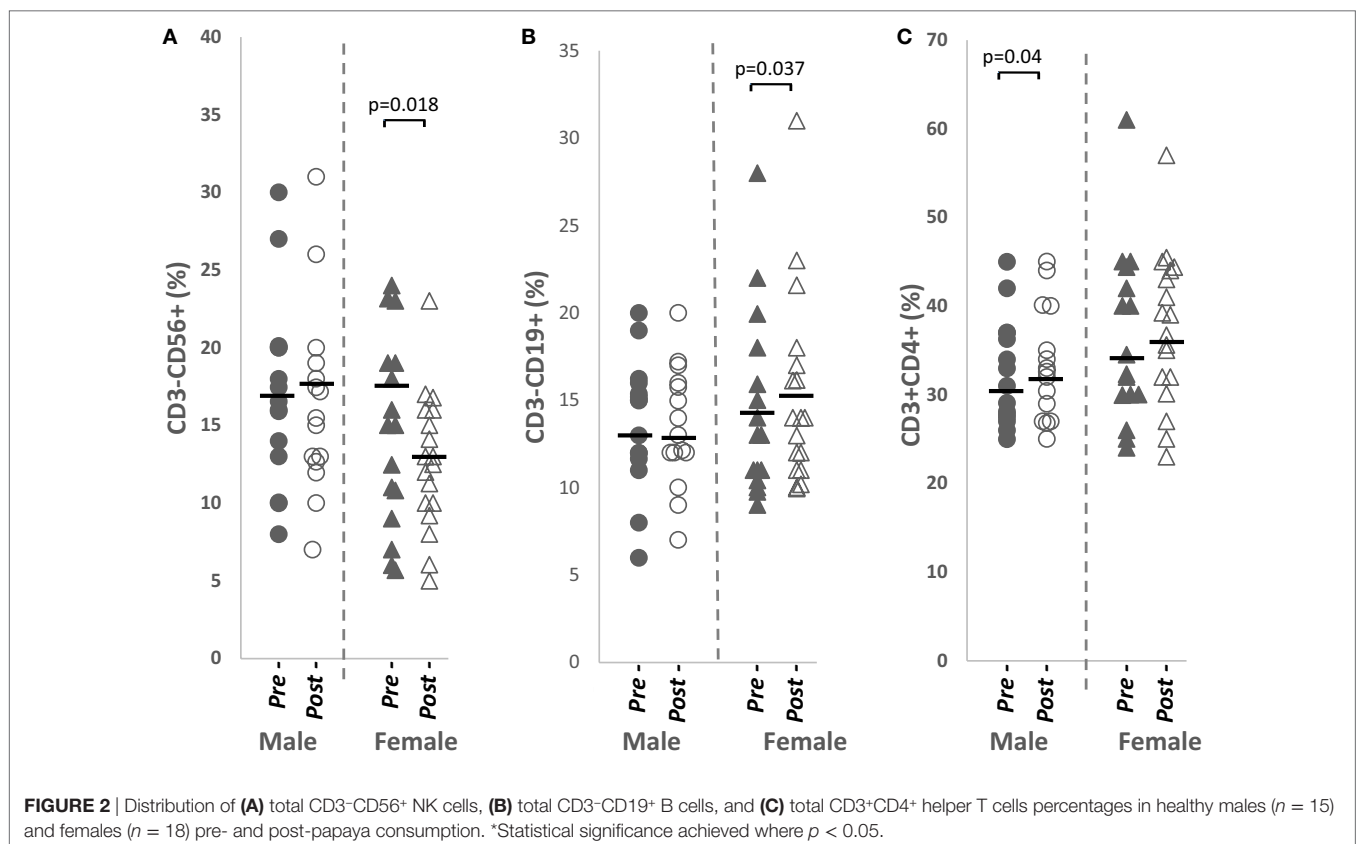 A
CD3-CD56+ (%)
40
35
30
25
20
15
10
5
0
p=0.018
Pre
Post
Pre
Post
Male
Female
B
CD3-CD19+ (%)
35
30
25
20
15
10
5
0
p=0.037
Pre
Post
Pre
Post
Male
Female
C
CD3+CD4+ (%)
70
60
50
40
30
20
10
0
p=0.04
Pre
Post
Pre
Post
Male
Female
FIGURE 2 | Distribution of (A) total CD3⁻CD56⁺ NK cells, (B) total CD3⁻CD19⁺ B cells, and (C) total CD3⁺CD4⁺ helper T cells percentages in healthy males (n = 15)
and females (n = 18) pre- and post-papaya consumption. *Statistical significance achieved where p < 0.05.